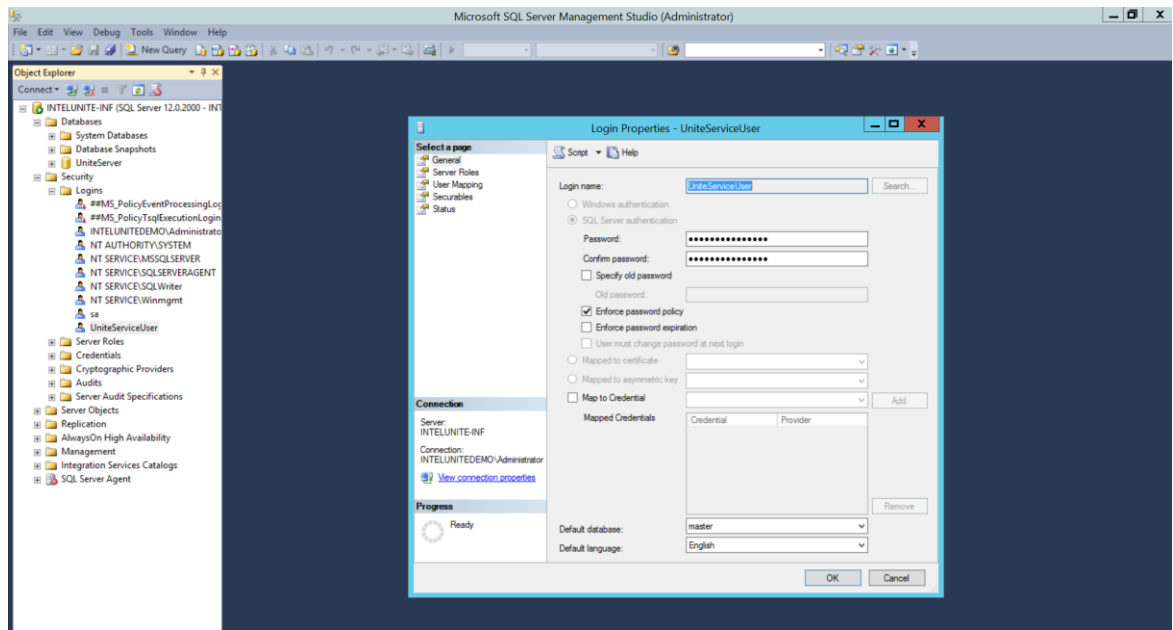 Microsoft SQL Server Management Studio (Administrator)
File Edit View Debug Tools Window Help
New Query
Object Explorer
Connect
INTELUNITE-INF (SQL Server 12.0.2000 - INT
Databases
System Databases
Database Snapshots
UniteServer
Security
Logins
##MS_PolicyEventProcessingLog
##MS_PolicyTsqlExecutionLogin
INTELUNITEDEMO\Administrato
NT AUTHORITY\SYSTEM
NT SERVICE\MSSQLSERVER
NT SERVICE\SQLSERVERAGENT
NT SERVICE\SQLWriter
NT SERVICE\Winmgmt
sa
UniteServiceUser
Server Roles
Credentials
Cryptographic Providers
Audits
Server Audit Specifications
Server Objects
Replication
AlwaysOn High Availability
Management
Integration Services Catalogs
SQL Server Agent
Login Properties - UniteServiceUser
Select a page
General
Server Roles
User Mapping
Securables
Status
Connection
Server:
INTELUNITE-INF
Connection:
INTELUNITEDEMO\Administrator
View connection properties
Progress
Ready
Script Help
Login name: UniteServiceUser Search...
Windows authentication
SQL Server authentication
Password: ●●●●●●●●●●●●●●●
Confirm password: ●●●●●●●●●●●●●●●
Specify old password
Old password:
Enforce password policy
Enforce password expiration
User must change password at next login
Mapped to certificate
Mapped to asymmetric key
Map to Credential Add
Mapped Credentials Credential Provider
Remove
Default database: master
Default language: English
OK Cancel